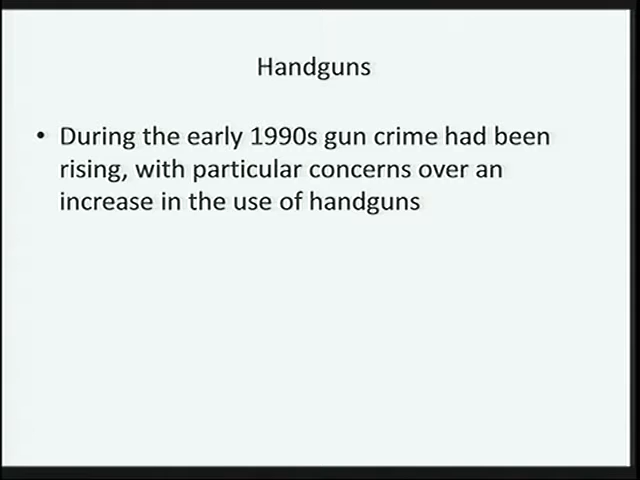 Handguns
• During the early 1990s gun crime had been
rising, with particular concerns over an
increase in the use of handguns